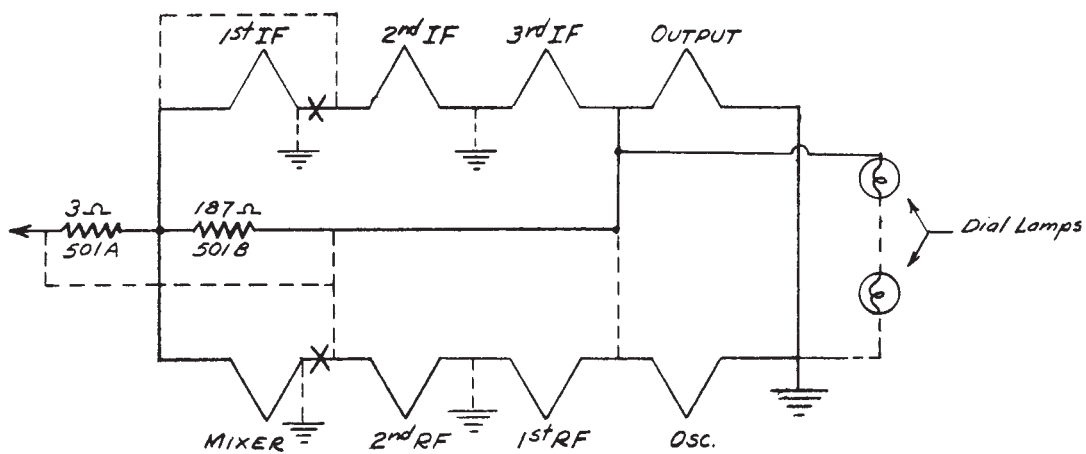 1st IF
2nd IF
3rd IF
OUTPUT
3Ω
501A
187Ω
501B
Dial Lamps
MIXER
2nd RF
1st RF
OSC.